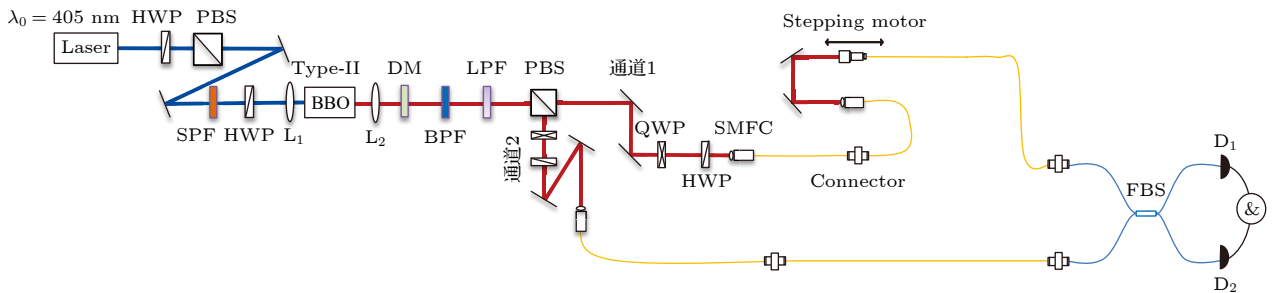 λ₀ = 405 nm
HWP
PBS
Laser
Type-II
DM
LPF
PBS
通道1
Stepping motor
BBO
SPF
HWP
L₁
L₂
BPF
通道2
QWP
SMFC
HWP
Connector
FBS
D₁
&
D₂